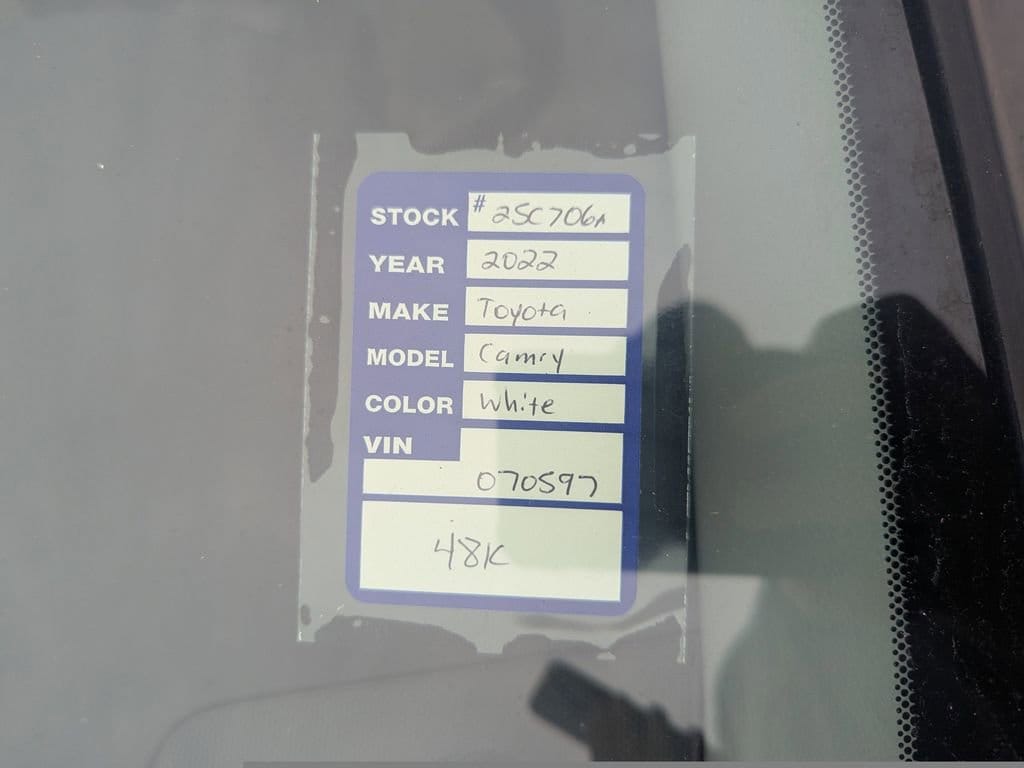 STOCK # 25C706A
YEAR 2022
MAKE Toyota
MODEL Camry
COLOR White
VIN
070597
48K